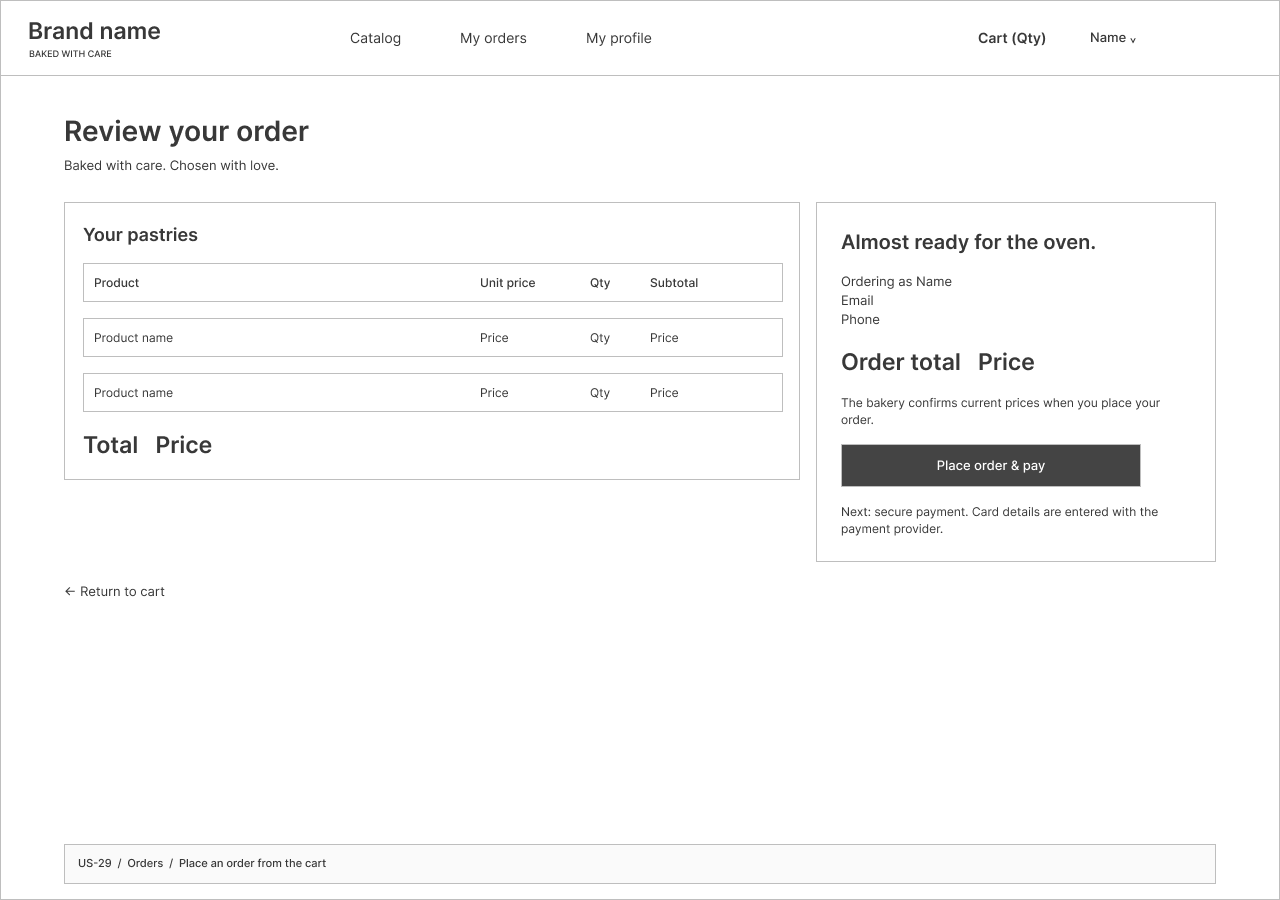 Brand name
BAKED WITH CARE
Catalog My orders My profile Cart (Qty) Name v
Review your order
Baked with care. Chosen with love.
Your pastries
Product Unit price Qty Subtotal
Product name Price Qty Price
Product name Price Qty Price
Total Price
Almost ready for the oven.
Ordering as Name
Email
Phone
Order total Price
The bakery confirms current prices when you place your
order.
Place order & pay
Next: secure payment. Card details are entered with the
payment provider.
← Return to cart
US-29 / Orders / Place an order from the cart